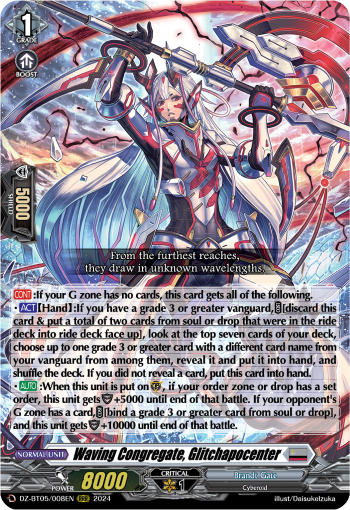 1
GRADE
BOOST
5000
SHIELD
From the furthest reaches,
they draw in unknown wavelengths.
CONT:If your G zone has no cards, this card gets all of the following.
・ACT[Hand]:If you have a grade 3 or greater vanguard, [discard this
card & put a total of two cards from soul or drop that were in the ride
deck into ride deck face up], look at the top seven cards of your deck,
choose up to one grade 3 or greater card with a different card name from
your vanguard from among them, reveal it and put it into hand, and
shuffle the deck. If you did not reveal a card, put this card into hand.
・AUTO:When this unit is put on , if your order zone or drop has a set
order, this unit gets +5000 until end of that battle. If your opponent's
G zone has a card, [bind a grade 3 or greater card from soul or drop],
and this unit gets +10000 until end of that battle.
NORMAL UNIT
Waving Congregate, Glitchapocenter
POWER 8000
CRITICAL
1
Brandt Gate
Cyberoid
DZ-BT05/008EN RRR 2024
illust/DaisukeIzuka